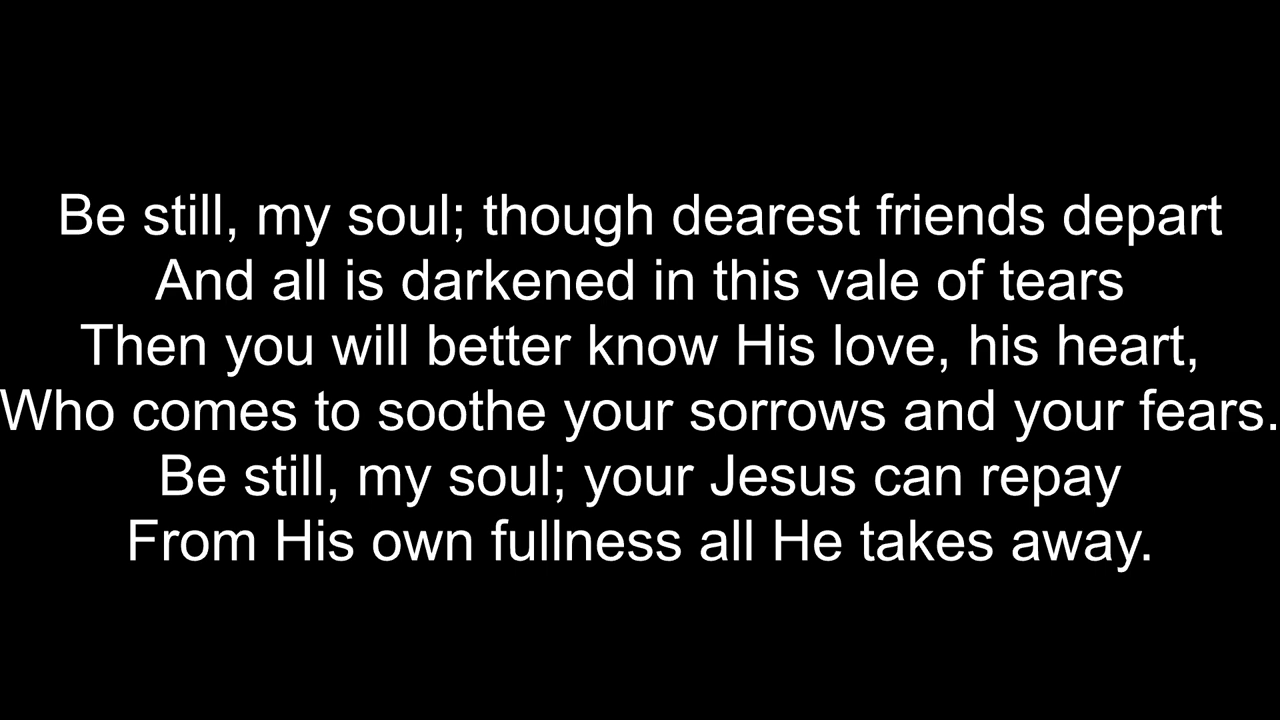 Be still, my soul; though dearest friends depart
And all is darkened in this vale of tears
Then you will better know His love, his heart,
Who comes to soothe your sorrows and your fears.
Be still, my soul; your Jesus can repay
From His own fullness all He takes away.